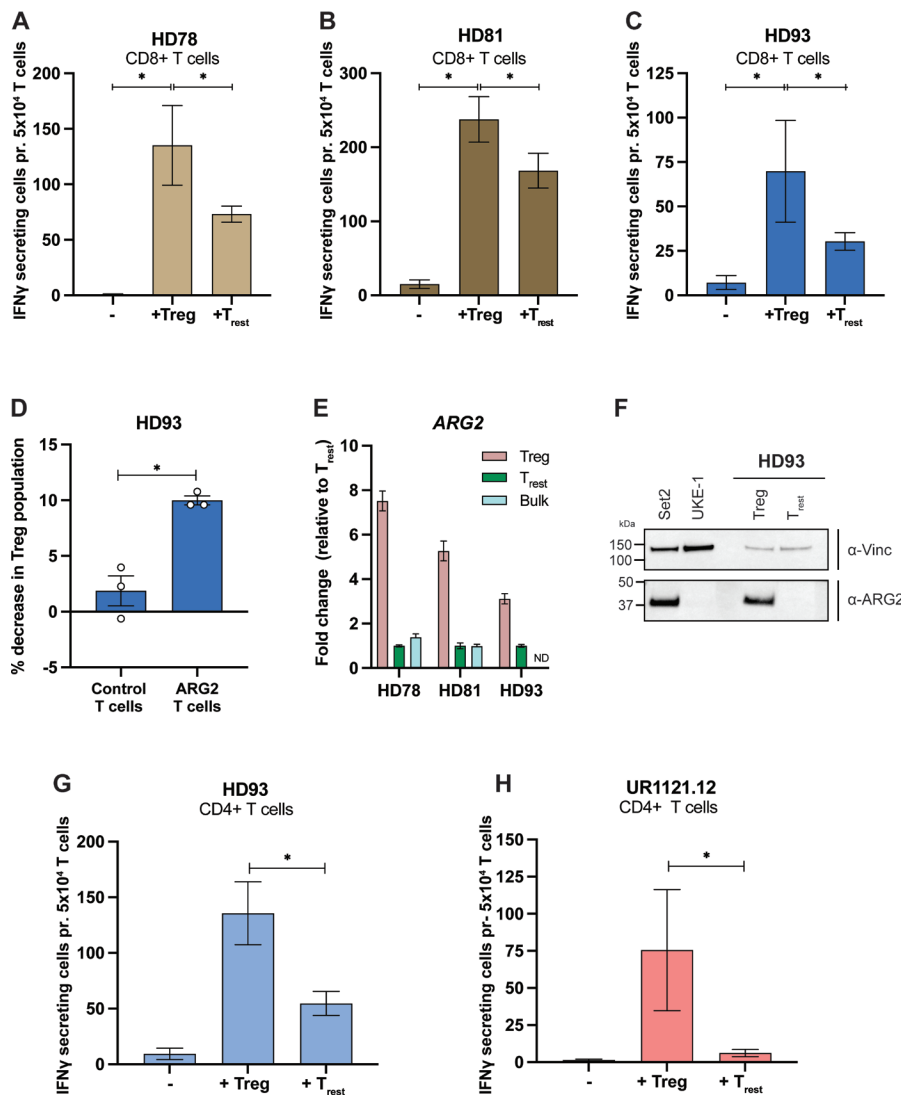 A
HD78
CD8+ T cells
IFNγ secreting cells pr. 5x10⁴ T cells
200
150
100
50
0
*
*
-
+Treg
+Trest
B
HD81
CD8+ T cells
IFNγ secreting cells pr. 5x10⁴ T cells
300
200
100
0
*
*
-
+Treg
+Trest
C
HD93
CD8+ T cells
IFNγ secreting cells pr. 5x10⁴ T cells
125
100
75
50
25
0
*
*
-
+Treg
+Trest
D
HD93
% decrease in Treg population
15
10
5
0
-5
*
Control
T cells
ARG2
T cells
E
ARG2
Fold change (relative to Trest)
10
8
6
4
2
0
Treg
Trest
Bulk
ND
HD78
HD81
HD93
F
HD93
Set2
UKE-1
Treg
Trest
kDa
150
100
α-Vinc
50
37
α-ARG2
G
HD93
CD4+ T cells
IFNγ secreting cells pr. 5x10⁴ T cells
200
150
100
50
0
*
-
+ Treg
+ Trest
H
UR1121.12
CD4+ T cells
IFNγ secreting cells pr- 5x10⁴ T cells
150
125
100
75
50
25
0
*
-
+ Treg
+ Trest